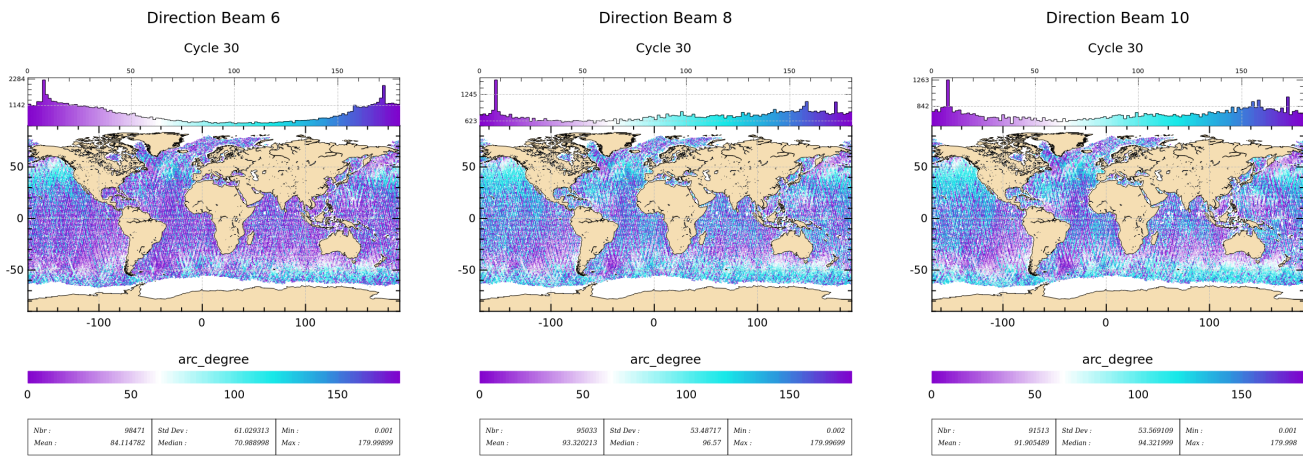 Direction Beam 6
Cycle 30
0 50 100 150
2284
1142
50
0
-50
-100 0 100
arc_degree
0 50 100 150
Nbr : 98471 Std Dev : 61.029313 Min : 0.001
Mean : 84.114782 Median : 70.988998 Max : 179.99899
Direction Beam 8
Cycle 30
0 50 100 150
1245
623
50
0
-50
-100 0 100
arc_degree
0 50 100 150
Nbr : 95033 Std Dev : 53.48717 Min : 0.002
Mean : 93.320213 Median : 96.57 Max : 179.99699
Direction Beam 10
Cycle 30
0 50 100 150
1263
842
50
0
-50
-100 0 100
arc_degree
0 50 100 150
Nbr : 91513 Std Dev : 53.569109 Min : 0.001
Mean : 91.905489 Median : 94.321999 Max : 179.998